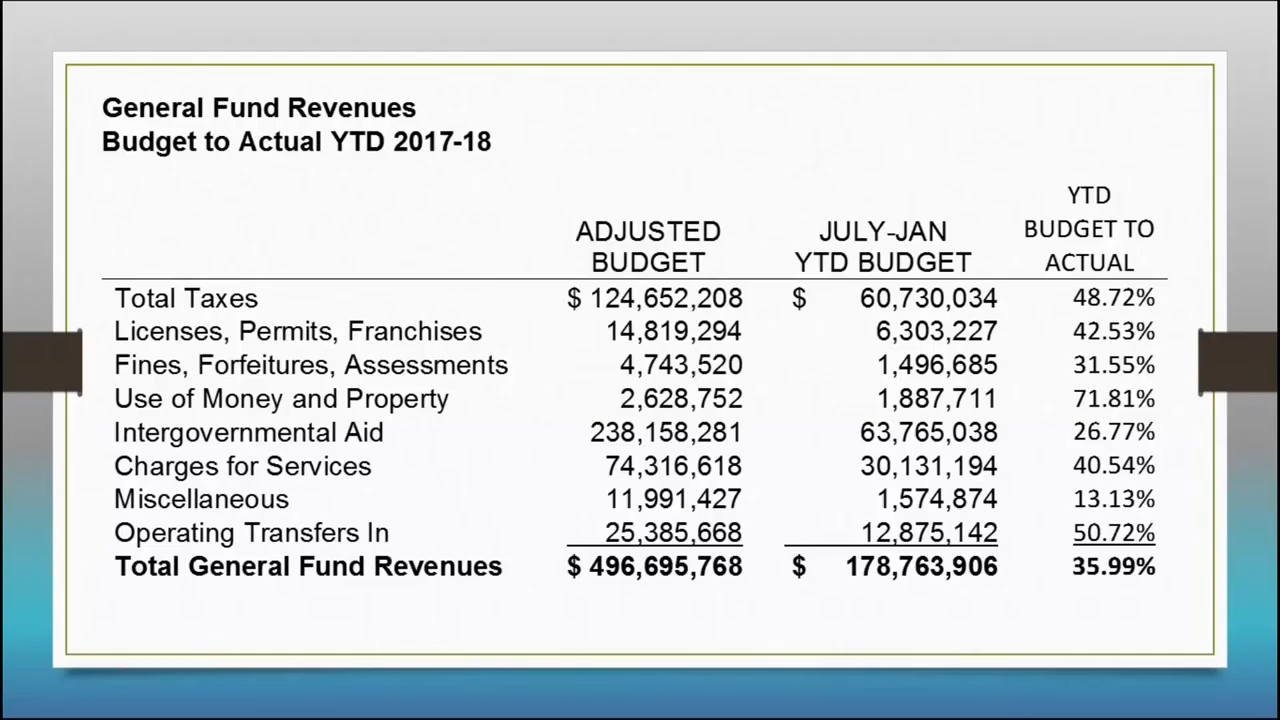 General Fund Revenues
Budget to Actual YTD 2017-18
ADJUSTED BUDGET JULY-JAN YTD BUDGET YTD BUDGET TO ACTUAL
Total Taxes $ 124,652,208 $ 60,730,034 48.72%
Licenses, Permits, Franchises 14,819,294 6,303,227 42.53%
Fines, Forfeitures, Assessments 4,743,520 1,496,685 31.55%
Use of Money and Property 2,628,752 1,887,711 71.81%
Intergovernmental Aid 238,158,281 63,765,038 26.77%
Charges for Services 74,316,618 30,131,194 40.54%
Miscellaneous 11,991,427 1,574,874 13.13%
Operating Transfers In 25,385,668 12,875,142 50.72%
Total General Fund Revenues $ 496,695,768 $ 178,763,906 35.99%